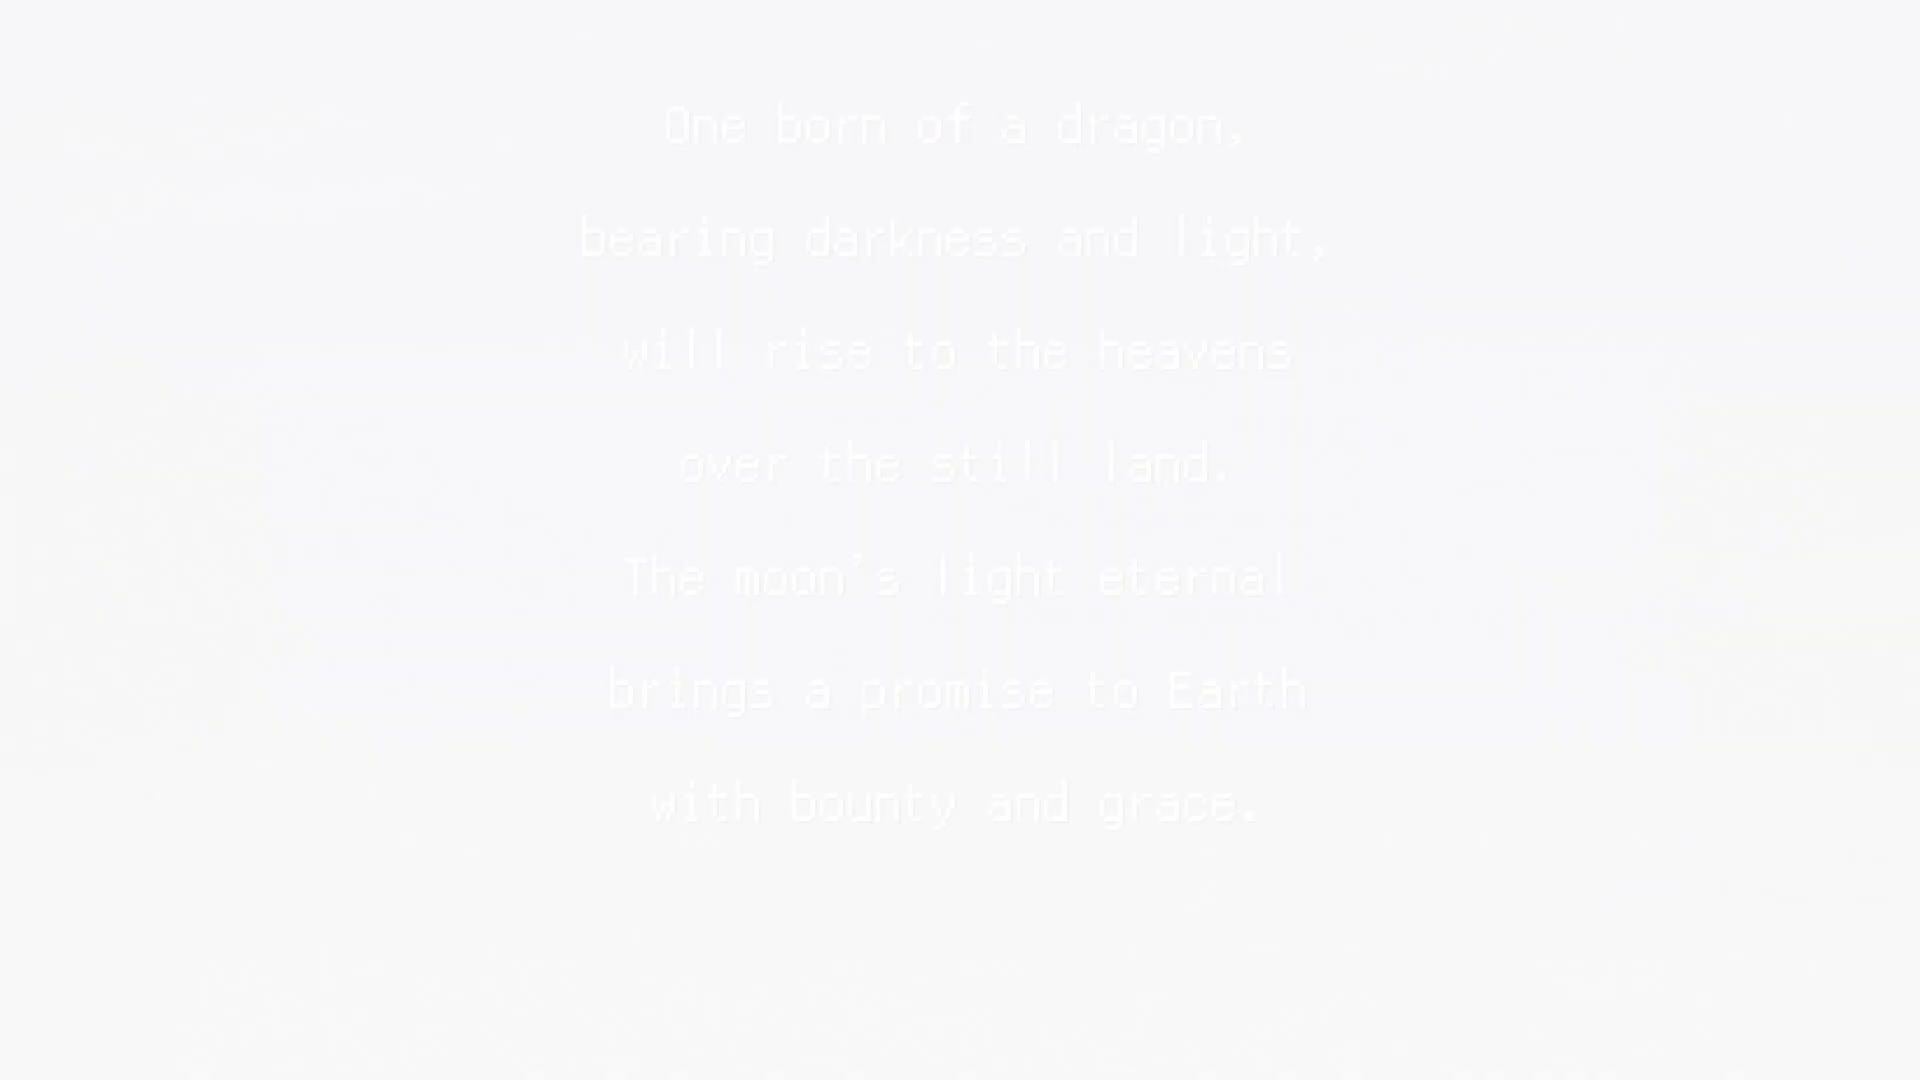 One born of a dragon,
bearing darkness and light,
will rise to the heavens
over the still land.
The moon's light eternal
brings a promise to Earth
with bounty and grace.